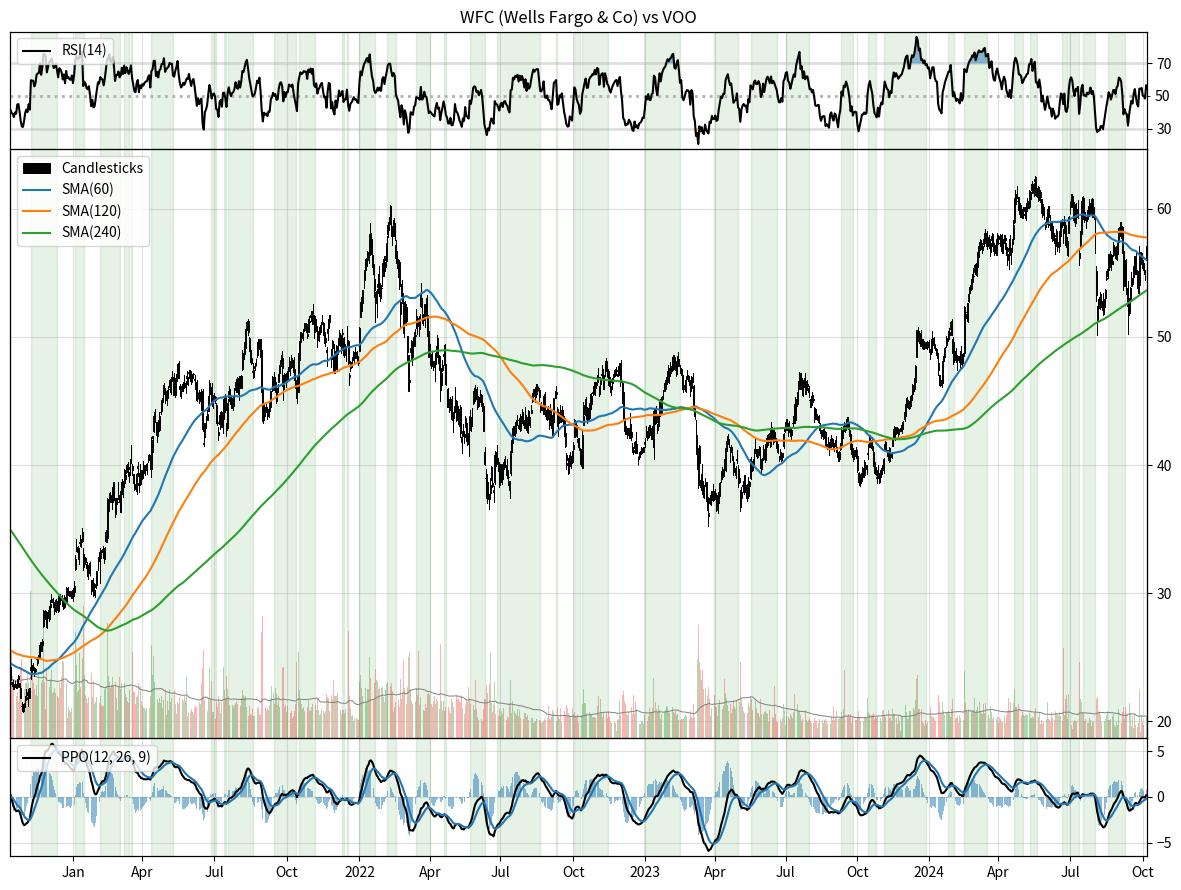 WFC (Wells Fargo & Co) vs VOO
RSI(14)
70
50
30
Candlesticks
SMA(60)
SMA(120)
SMA(240)
60
50
40
30
20
PPO(12, 26, 9)
5
0
−5
Jan Apr Jul Oct 2022 Apr Jul Oct 2023 Apr Jul Oct 2024 Apr Jul Oct